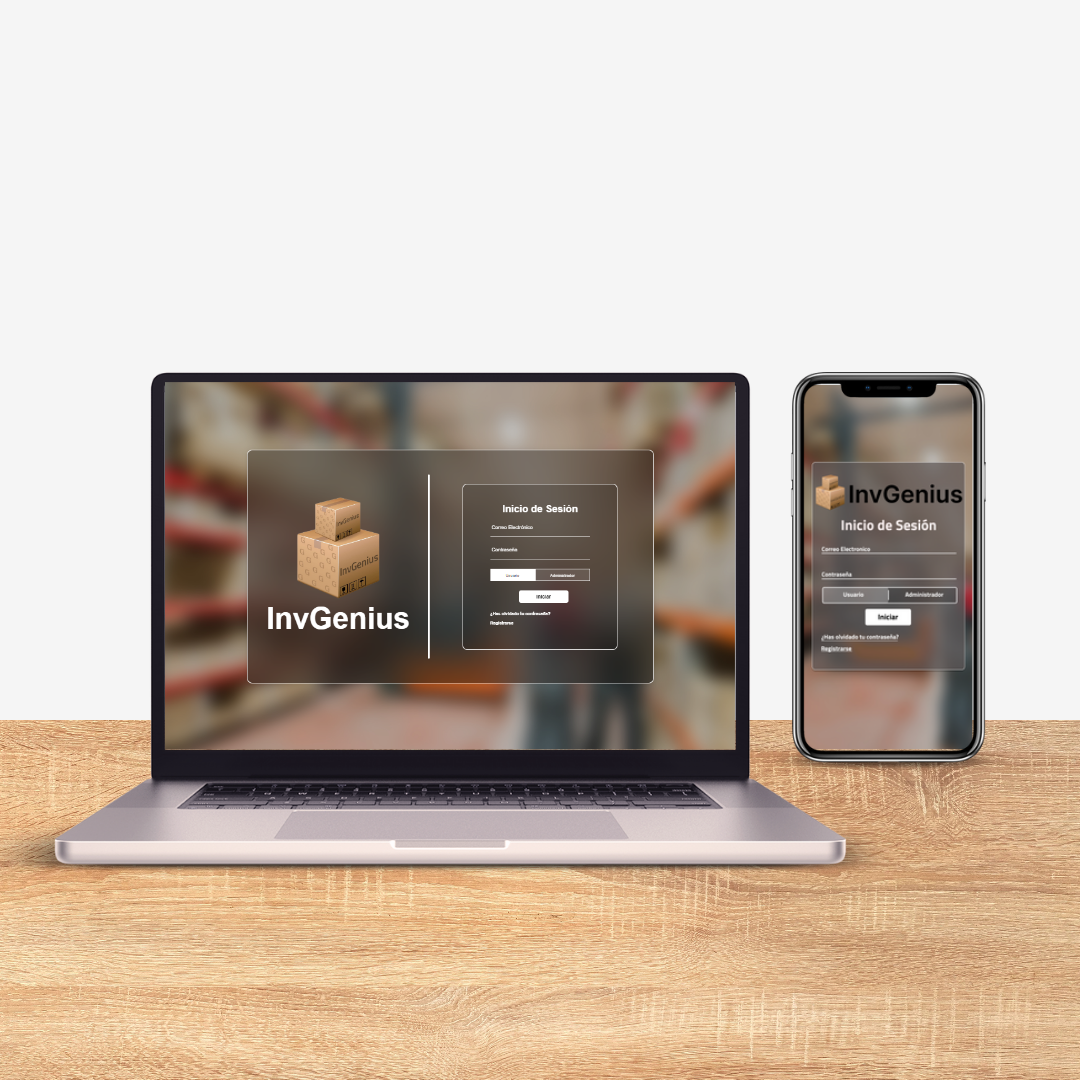 InvGenius
InvGenius
InvGenius
Inicio de Sesión
Correo Electrónico
Contraseña
Usuario
Administrador
Iniciar
¿Has olvidado tu contraseña?
Registrarse
InvGenius
Inicio de Sesión
Correo Electronico
Contraseña
Usuario
Administrador
Iniciar
¿Has olvidado tu contraseña?
Registrarse